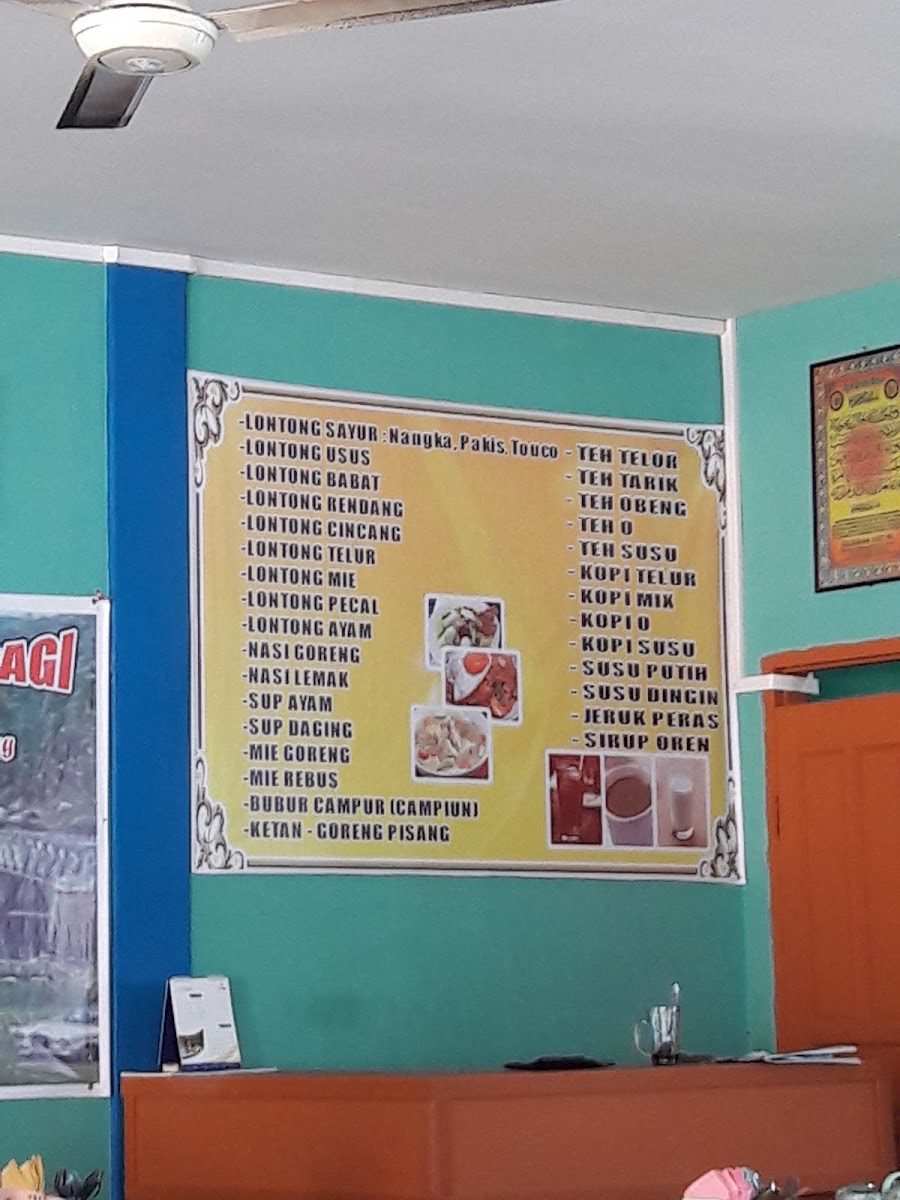 -LONTONG SAYUR : Nangka, Pakis, Touco
-LONTONG USUS
-LONTONG BABAT
-LONTONG RENDANG
-LONTONG CINCANG
-LONTONG TELUR
-LONTONG MIE
-LONTONG PECAL
-LONTONG AYAM
-NASI GORENG
-NASI LEMAK
-SUP AYAM
-SUP DAGING
-MIE GORENG
-MIE REBUS
-BUBUR CAMPUR (CAMPIUN)
-KETAN - GORENG PISANG
- TEH TELOR
- TEH TARIK
- TEH OBENG
- TEH O
- TEH SUSU
- KOPI TELUR
- KOPI MIX
- KOPI O
- KOPI SUSU
- SUSU PUTIH
- SUSU DINGIN
- JERUK PERAS
- SIRUP OREN
AGI
g